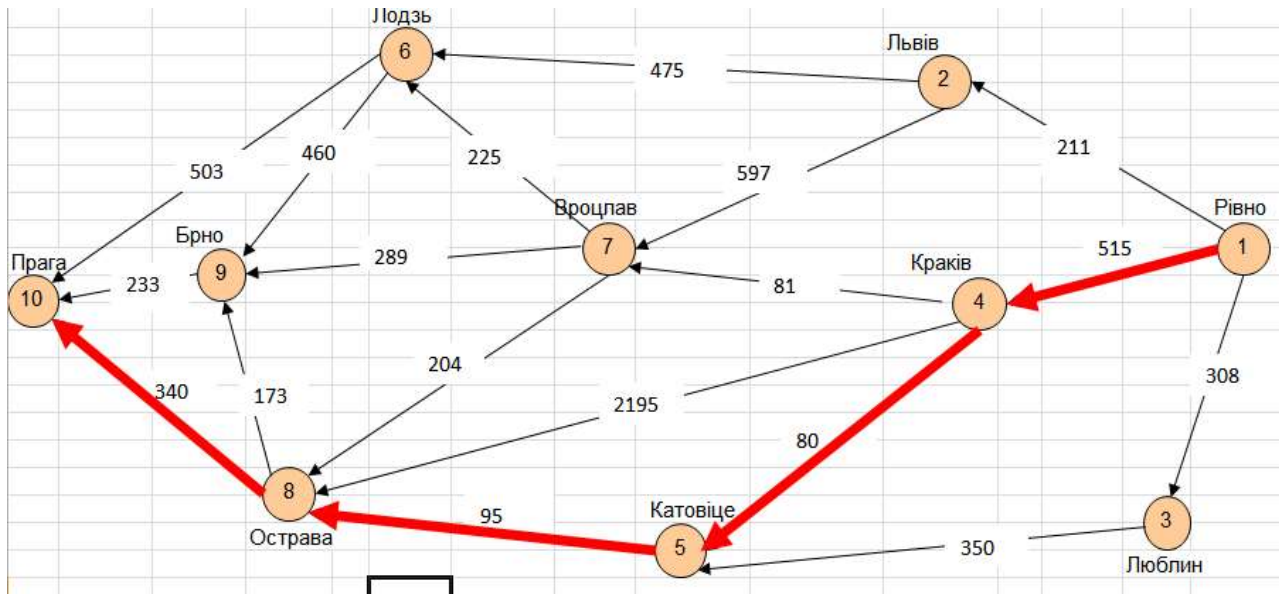 Лодзь
6
Львів
2
475
211
503
460
225
597
Вроцлав
Рівно
Брно
7
1
Прага
289
515
9
Краків
10
233
81
4
204
308
340
173
2195
80
8
95
Катовіце
3
Острава
5
350
Люблин